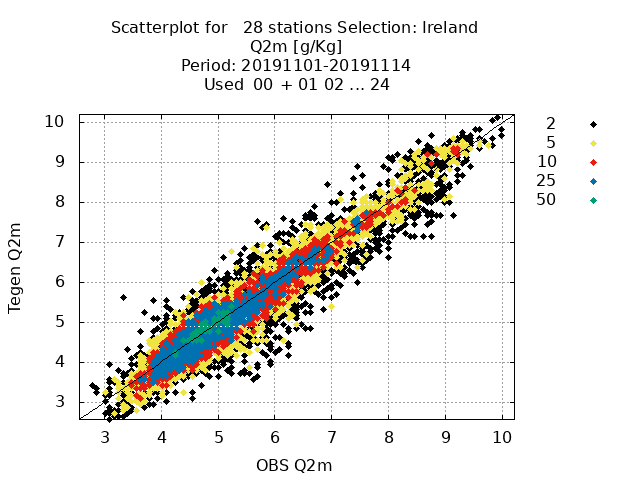 Scatterplot for   28 stations Selection: Ireland
Q2m [g/Kg]
Period: 20191101-20191114
Used  00 + 01 02 ... 24
10
9
8
7
6
5
4
3
Tegen Q2m
3 4 5 6 7 8 9 10
OBS Q2m
2
5
10
25
50